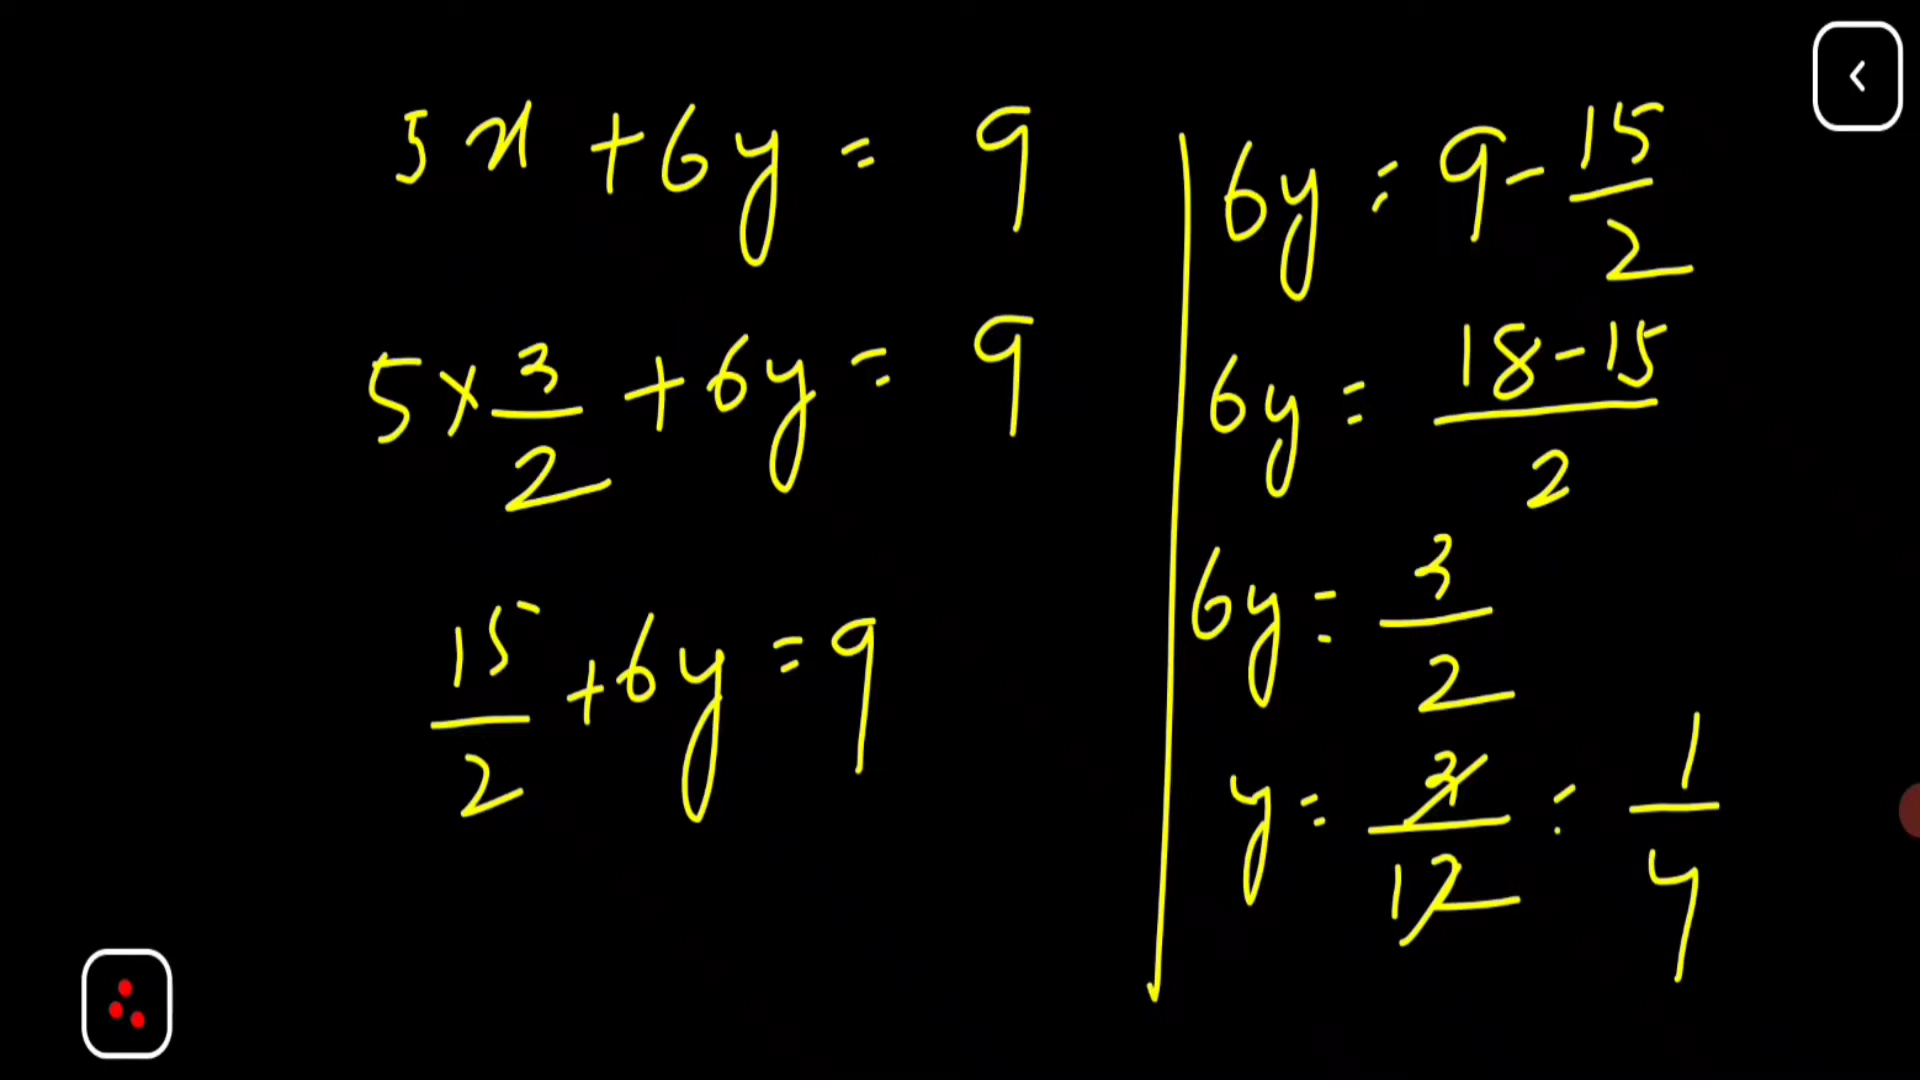 5x + 6y = 9
5 × 3/2 + 6y = 9
15/2 + 6y = 9
6y = 9 - 15/2
6y = 18-15/2
6y = 3/2
y = 3/12 = 1/4